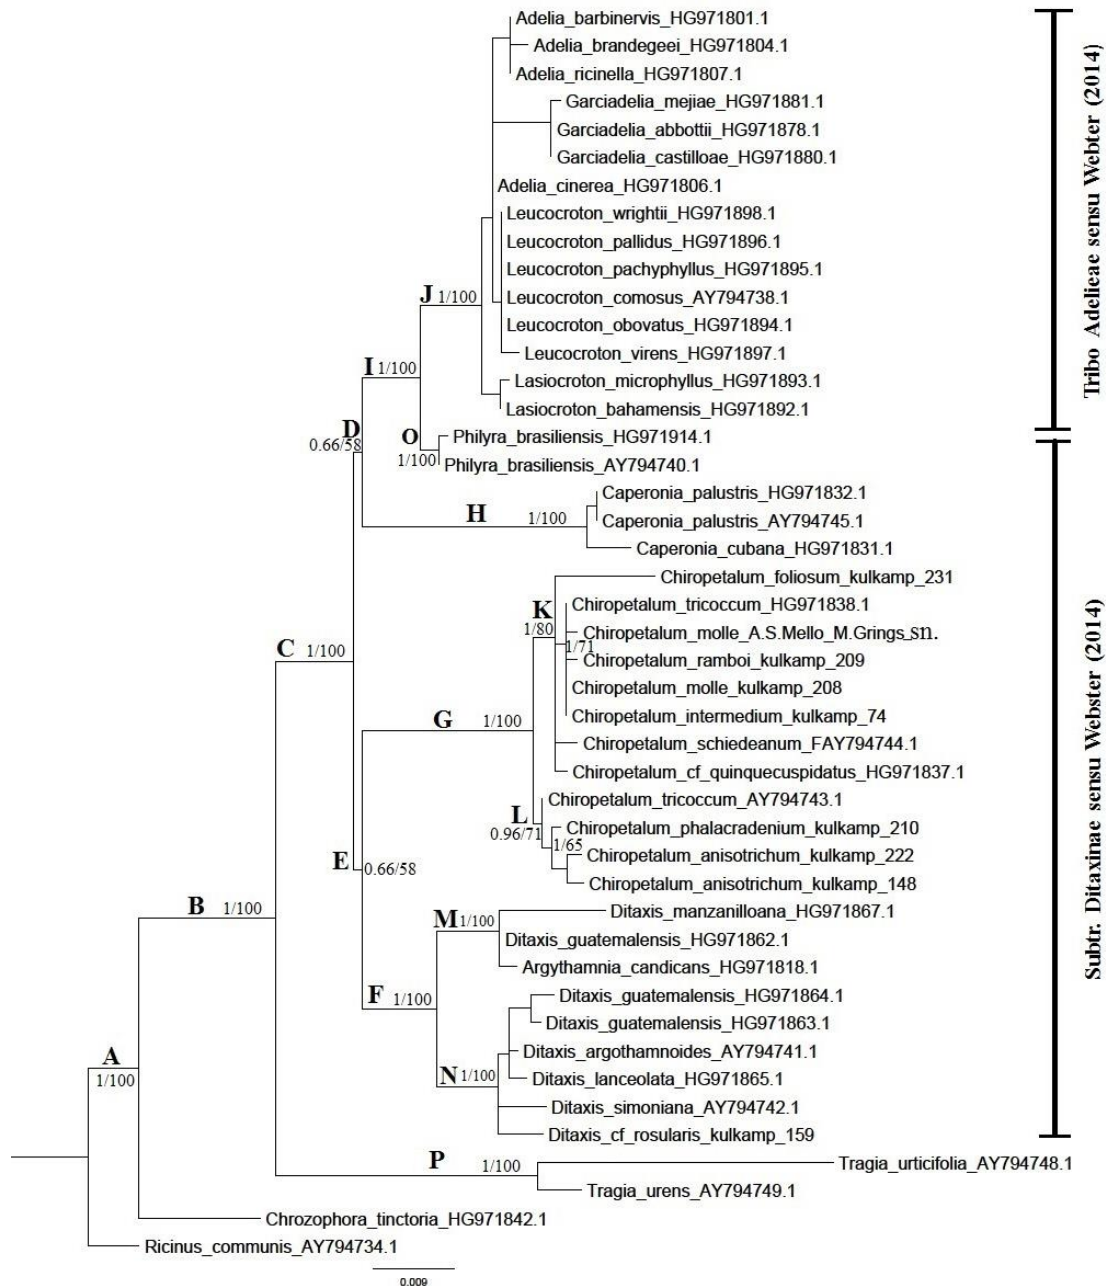 Adelia_barbinervis_HG971801.1
Adelia_brandegeei_HG971804.1
Adelia_ricinella_HG971807.1
Garciadelia_mejiae_HG971881.1
Garciadelia_abbottii_HG971878.1
Garciadelia_castilloae_HG971880.1
Adelia_cinerea_HG971806.1
Leucocroton_wrightii_HG971898.1
Leucocroton_pallidus_HG971896.1
Leucocroton_pachyphyllus_HG971895.1
J 1/100
Leucocroton_comosus_AY794738.1
Leucocroton_obovatus_HG971894.1
Leucocroton_virens_HG971897.1
I 1/100
Lasiocroton_microphyllus_HG971893.1
Lasiocroton_bahamensis_HG971892.1
Tribo Adelieae sensu Webter (2014)
D
0.66/58
O
1/100
Philyra_brasiliensis_HG971914.1
Philyra_brasiliensis_AY794740.1
Caperonia_palustris_HG971832.1
H 1/100
Caperonia_palustris_AY794745.1
Caperonia_cubana_HG971831.1
Chiropetalum_foliosum_kulkamp_231
K
1/80
Chiropetalum_tricoccum_HG971838.1
Chiropetalum_molle_A.S.Mello_M.Grings_sn.
1/71
C 1/100
Chiropetalum_ramboi_kulkamp_209
Chiropetalum_molle_kulkamp_208
G 1/100
Chiropetalum_intermedium_kulkamp_74
Chiropetalum_schiedeanum_FAY794744.1
Chiropetalum_cf_quinquecuspidatus_HG971837.1
Chiropetalum_tricoccum_AY794743.1
L
0.96/71
Chiropetalum_phalacradenium_kulkamp_210
1/65
Chiropetalum_anisotrichum_kulkamp_222
E 0.66/58
Chiropetalum_anisotrichum_kulkamp_148
Subtr. Ditaxinae sensu Webster (2014)
B 1/100
M 1/100
Ditaxis_manzanilloana_HG971867.1
Ditaxis_guatemalensis_HG971862.1
Argythamnia_candicans_HG971818.1
F 1/100
Ditaxis_guatemalensis_HG971864.1
Ditaxis_guatemalensis_HG971863.1
A
1/100
Ditaxis_argothamnoides_AY794741.1
N 1/100
Ditaxis_lanceolata_HG971865.1
Ditaxis_simoniana_AY794742.1
Ditaxis_cf_rosularis_kulkamp_159
P 1/100
Tragia_urticifolia_AY794748.1
Tragia_urens_AY794749.1
Chrozophora_tinctoria_HG971842.1
Ricinus_communis_AY794734.1
0.009